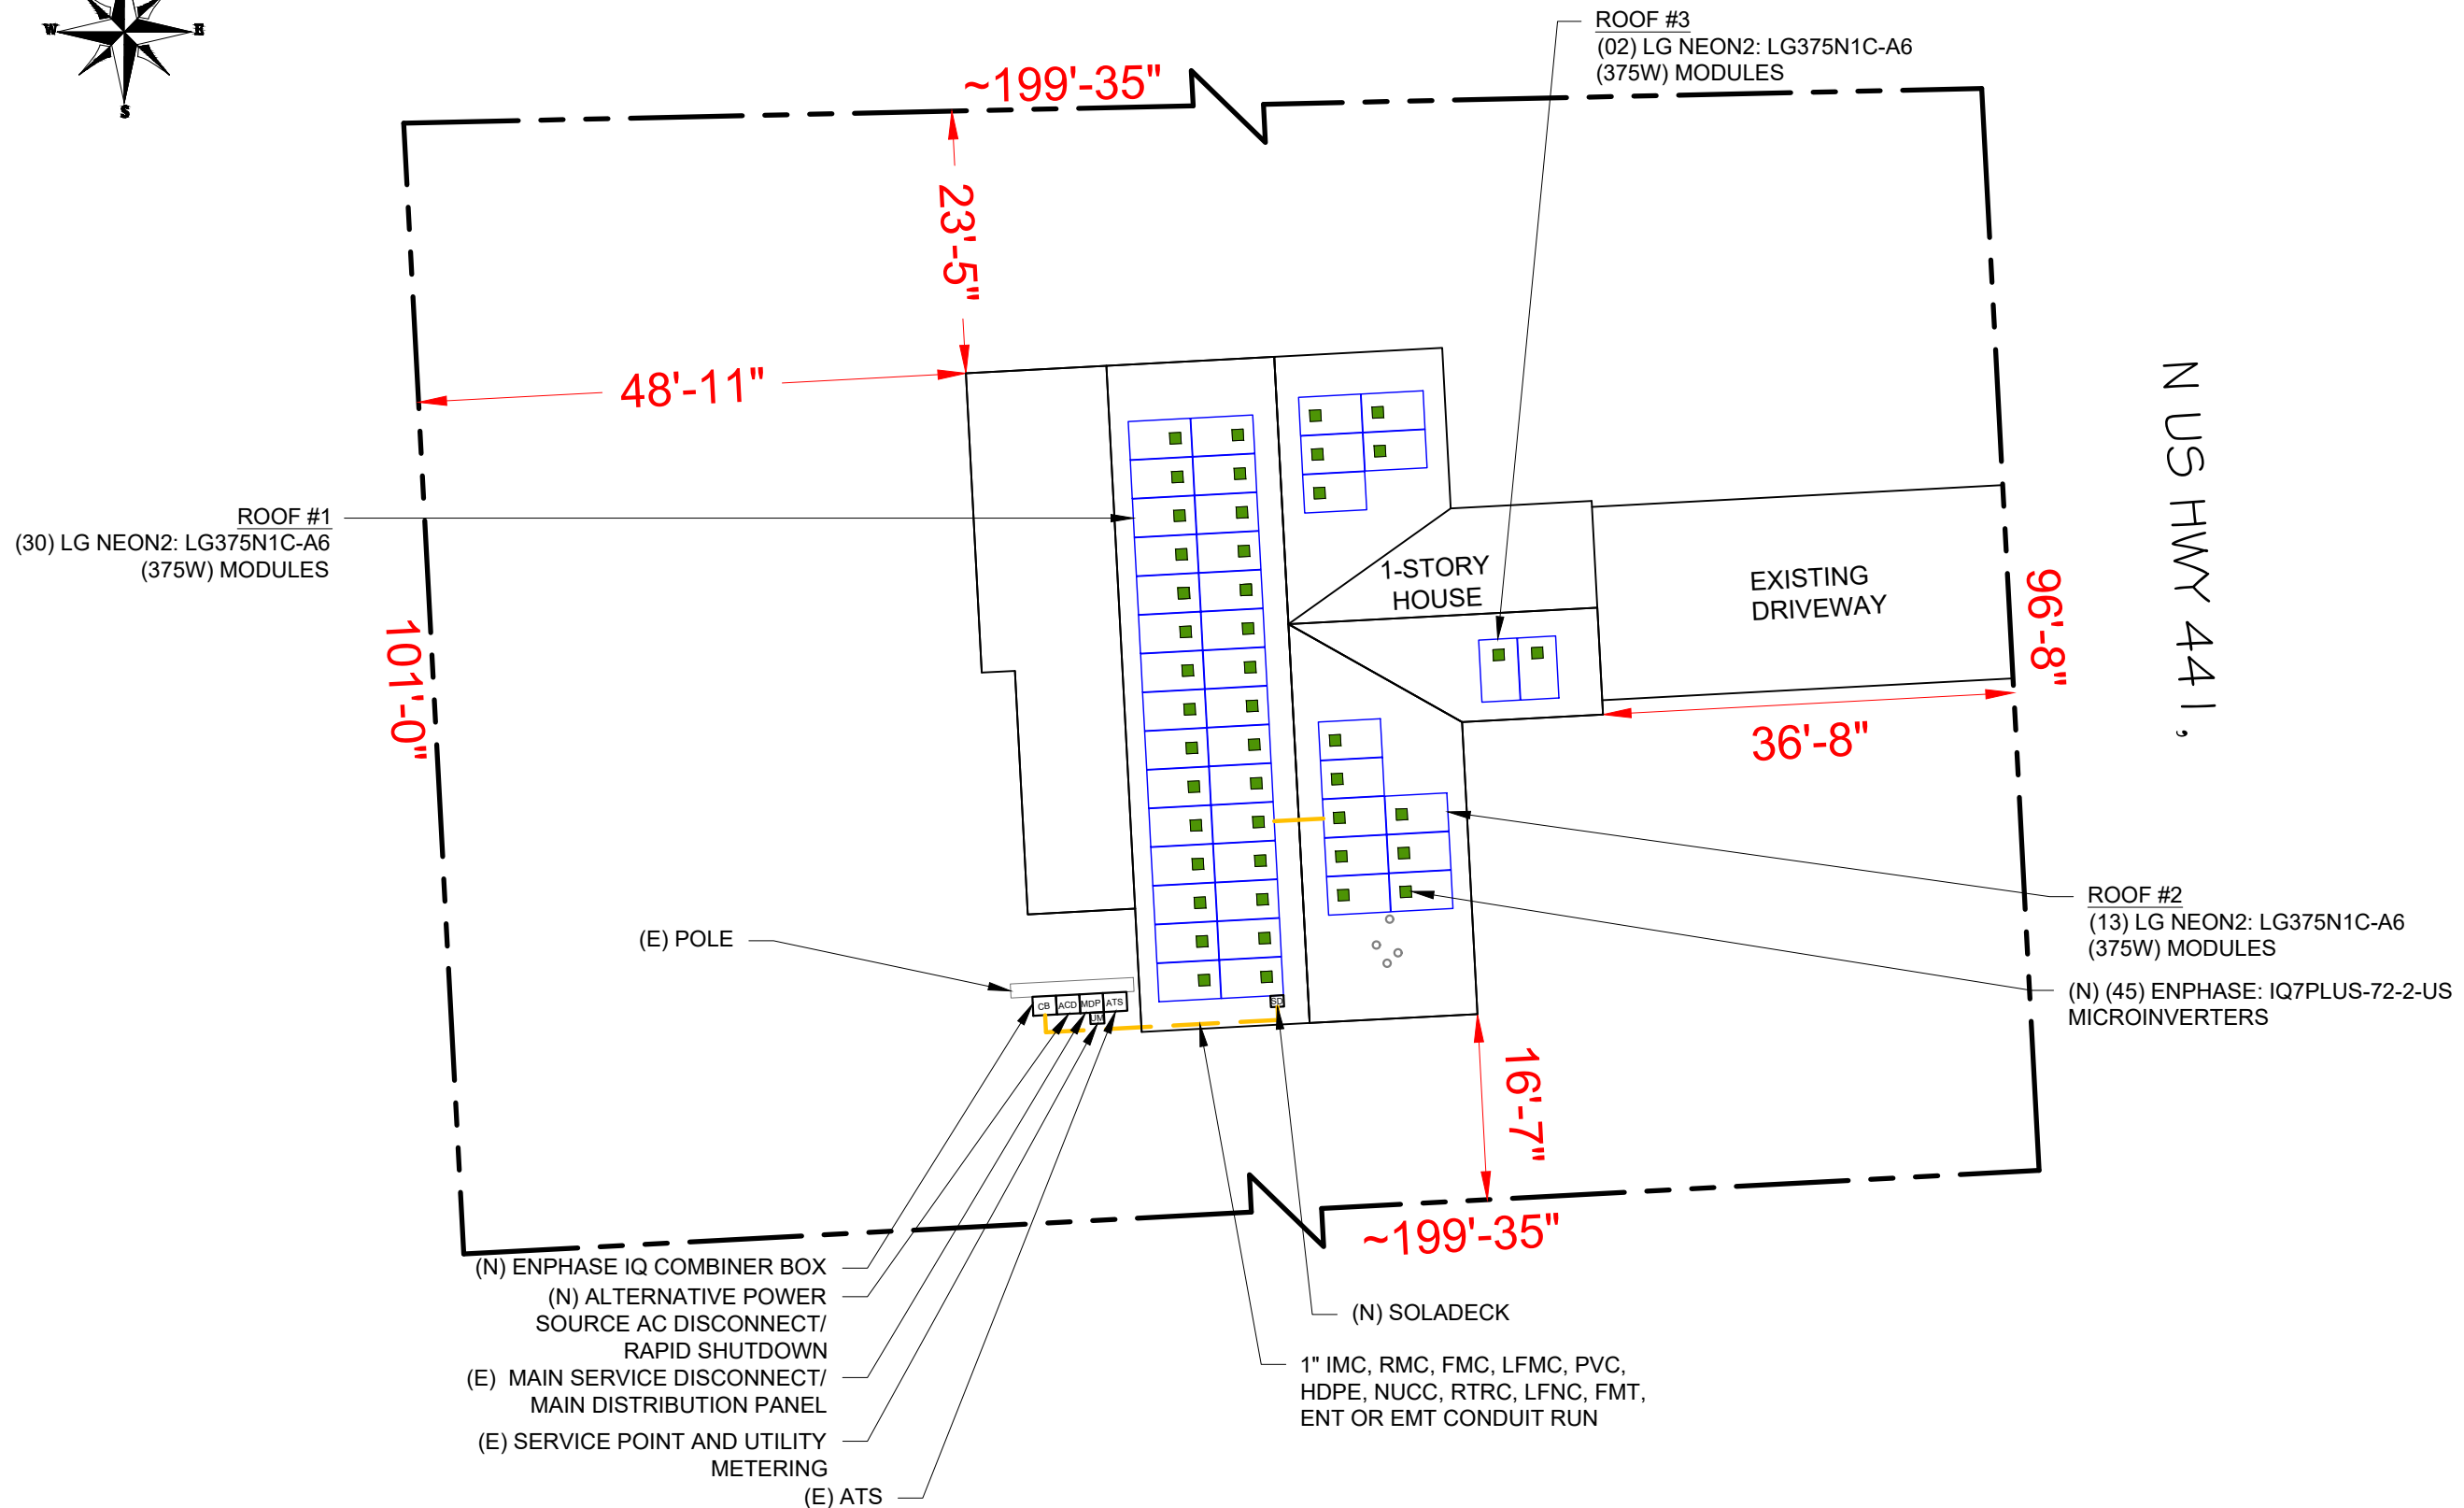 W
E
S
ROOF #3
(02) LG NEON2: LG375N1C-A6
(375W) MODULES
~199'-35"
23'-5"
48'-11"
ROOF #1
(30) LG NEON2: LG375N1C-A6
(375W) MODULES
1-STORY
HOUSE
EXISTING
DRIVEWAY
N US HWY 441,
101'-0"
96'-8"
36'-8"
ROOF #2
(13) LG NEON2: LG375N1C-A6
(375W) MODULES
(E) POLE
CB
ACD
MDP
ATS
UM
SD
(N) (45) ENPHASE: IQ7PLUS-72-2-US
MICROINVERTERS
16'-7"
~199'-35"
(N) ENPHASE IQ COMBINER BOX
(N) ALTERNATIVE POWER
SOURCE AC DISCONNECT/
RAPID SHUTDOWN
(E) MAIN SERVICE DISCONNECT/
MAIN DISTRIBUTION PANEL
(E) SERVICE POINT AND UTILITY
METERING
(E) ATS
(N) SOLADECK
1" IMC, RMC, FMC, LFMC, PVC,
HDPE, NUCC, RTRC, LFNC, FMT,
ENT OR EMT CONDUIT RUN